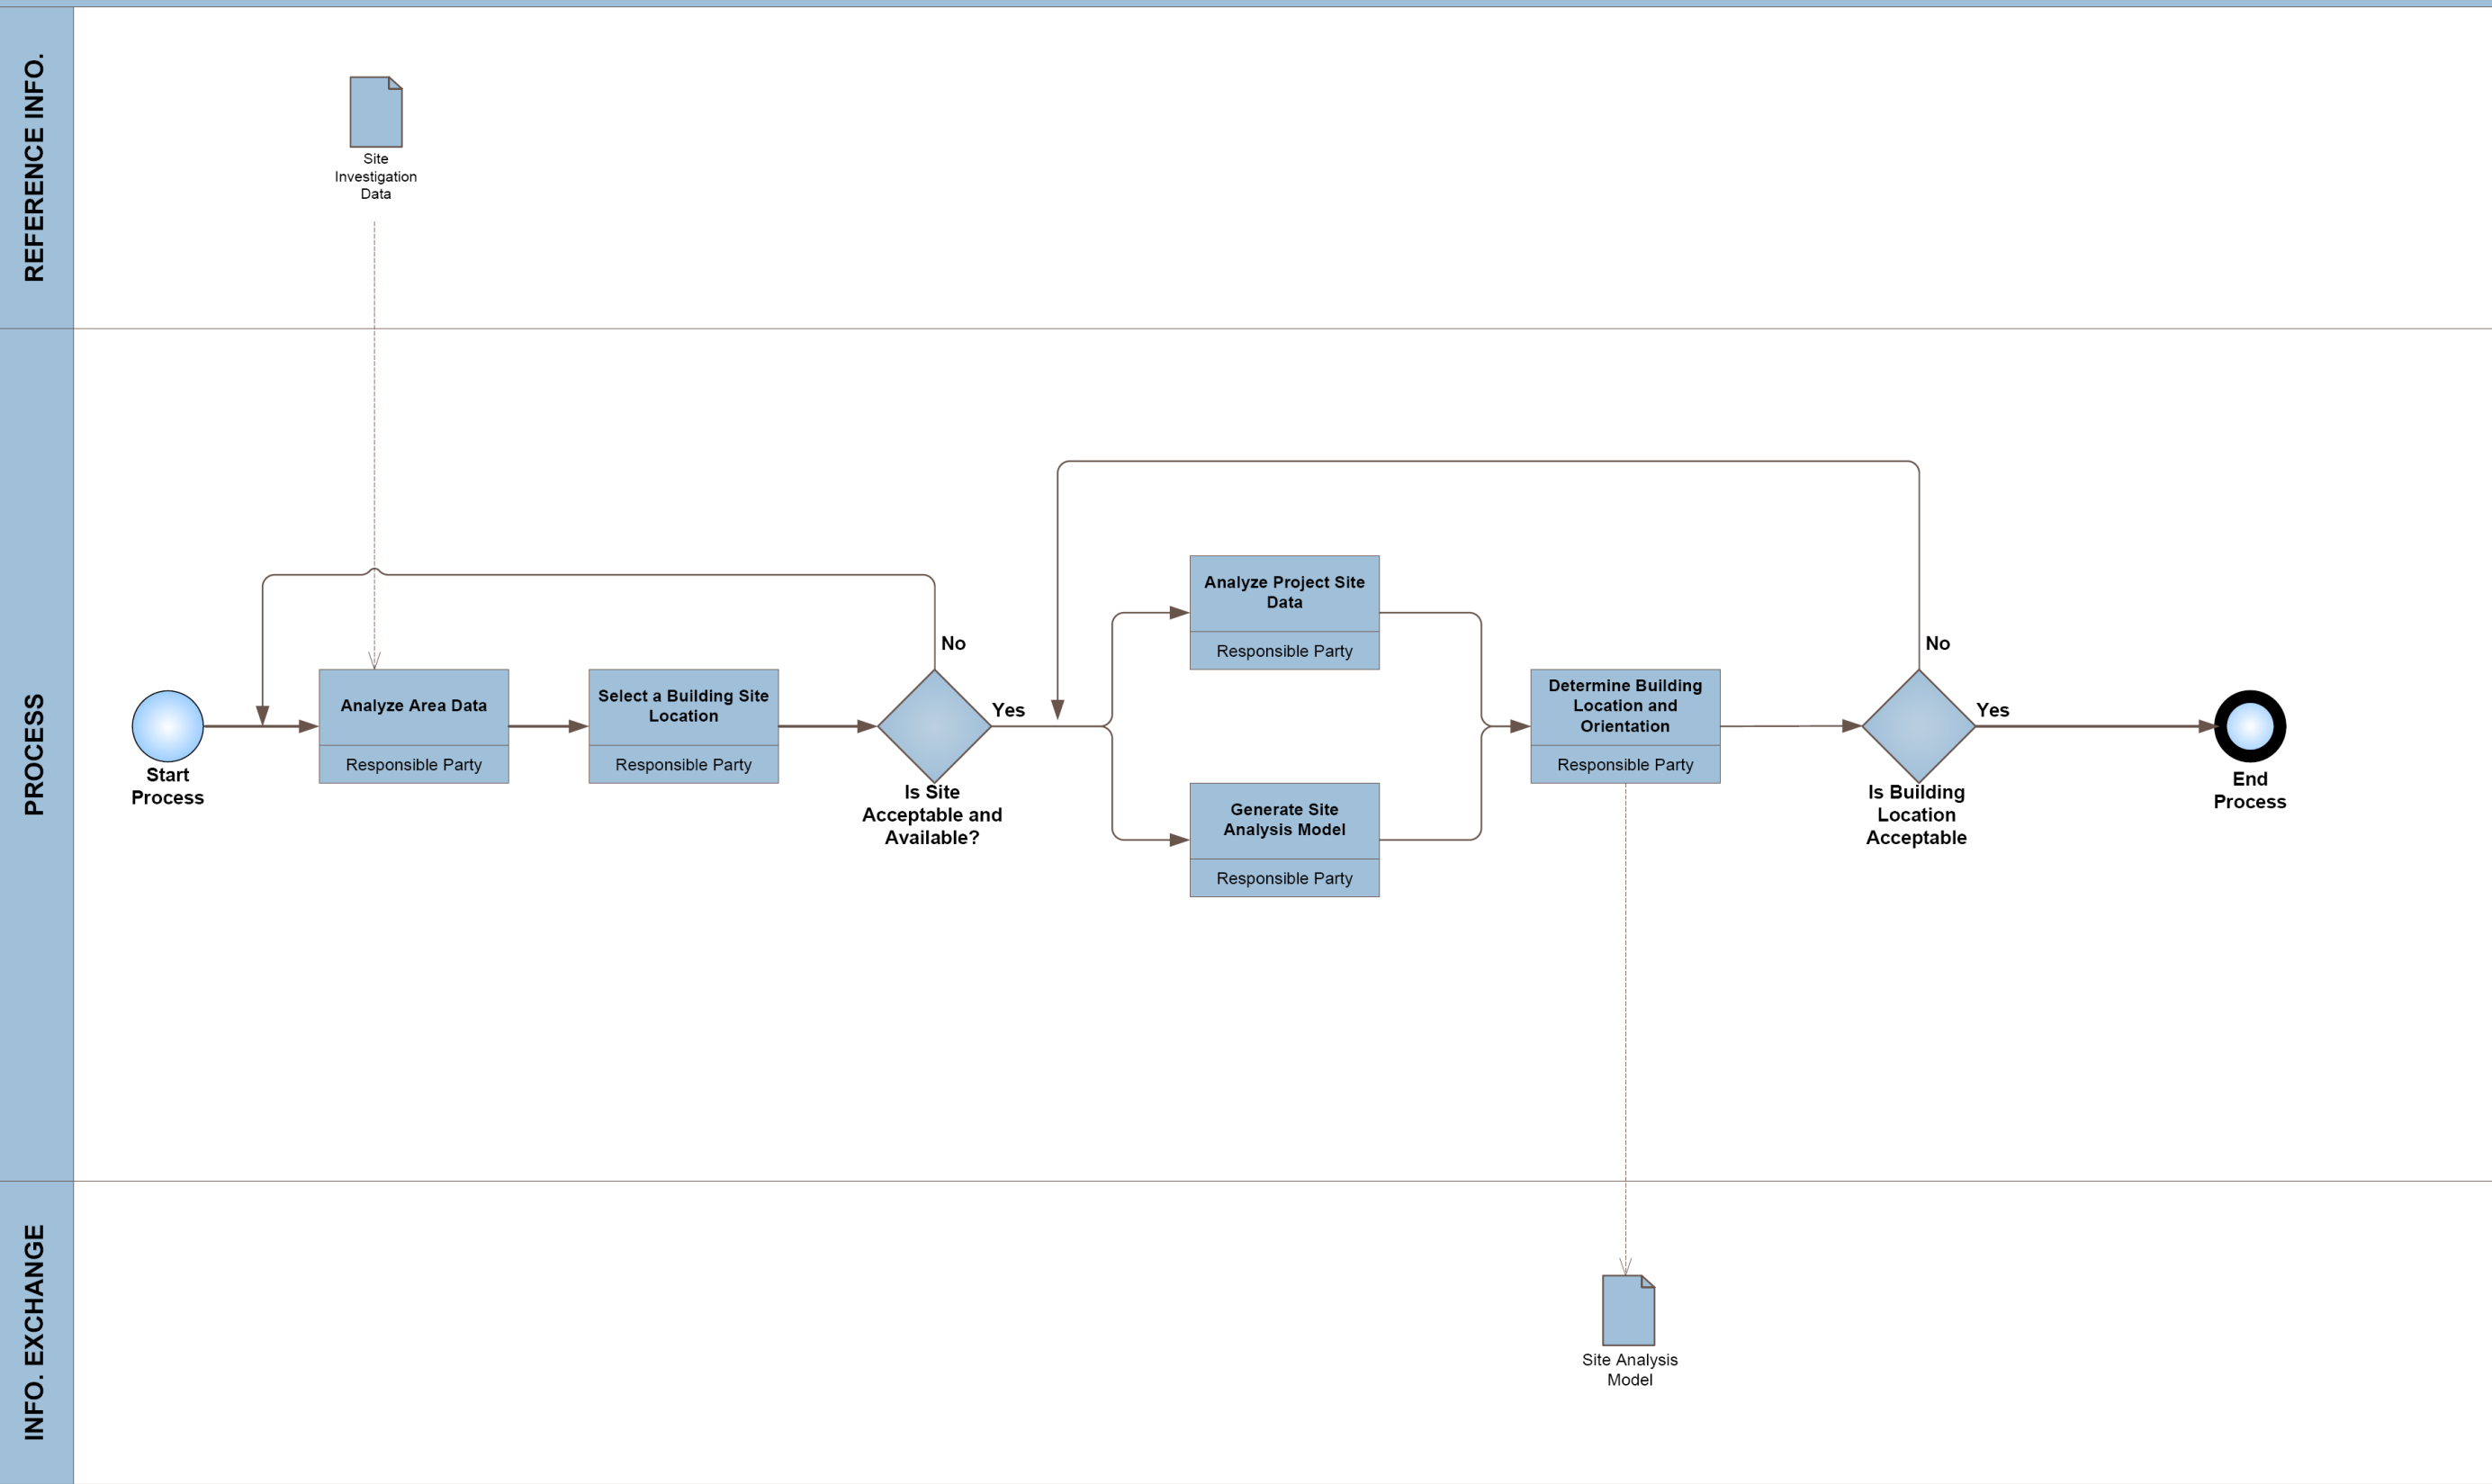 REFERENCE INFO.
Site
Investigation
Data
PROCESS
Start
Process
Analyze Area Data
Responsible Party
Select a Building Site
Location
Responsible Party
No
Yes
Is Site
Acceptable and
Available?
Analyze Project Site
Data
Responsible Party
Generate Site
Analysis Model
Responsible Party
Determine Building
Location and
Orientation
Responsible Party
No
Yes
Is Building
Location
Acceptable
End
Process
INFO. EXCHANGE
Site Analysis
Model